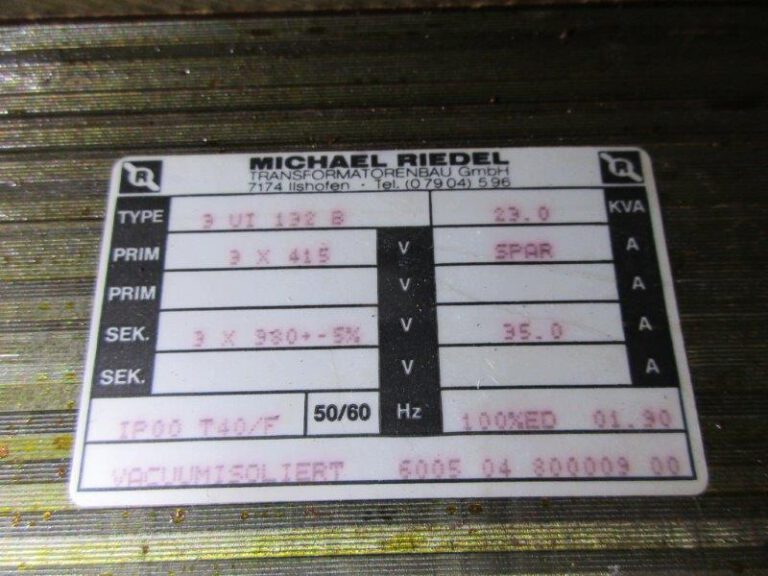 R MICHAEL RIEDEL R
TRANSFORMATORENBAU GmbH
7174 Ilshofen · Tel. (07904) 596
TYPE 3 UI 132 B 23.0 KVA
PRIM 3 X 415 V SPAR A
PRIM V A
SEK. 3 X 380+-5% V 35.0 A
SEK. V A
IP00 T40/F 50/60 Hz 100%ED 01.90
VACUUMISOLIERT 6005 04 800009 00